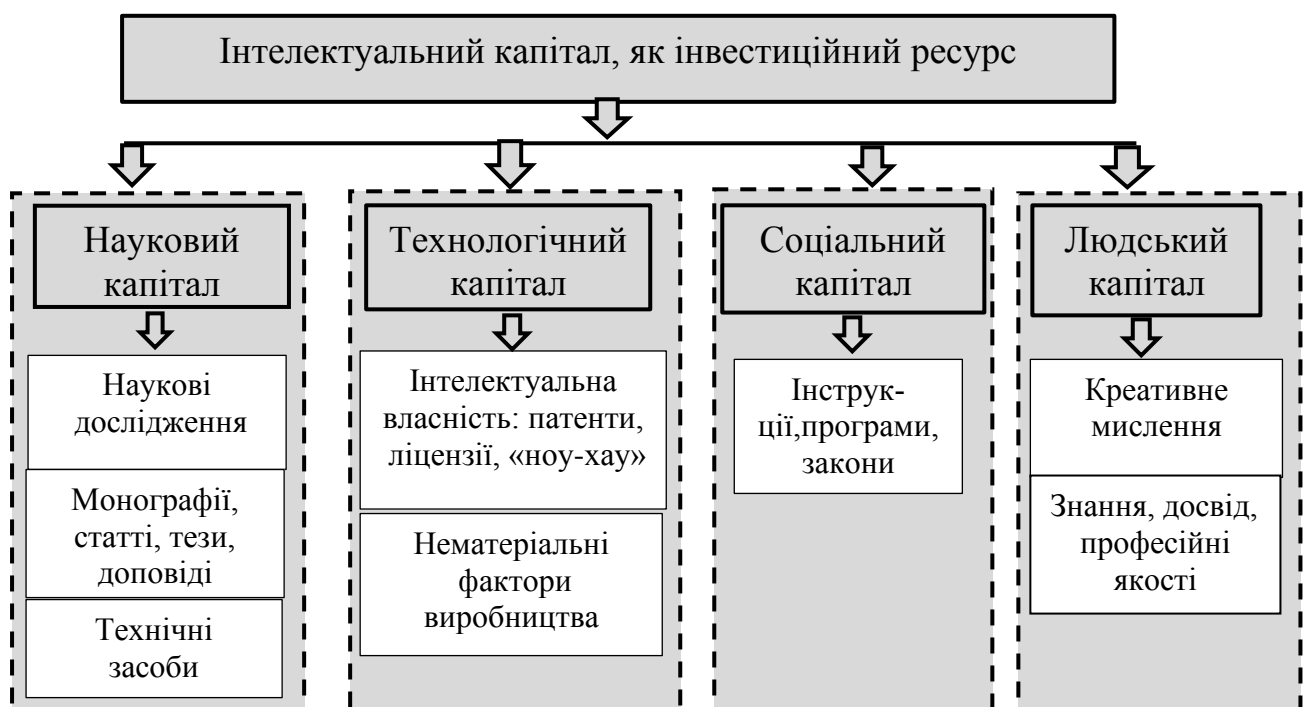 Інтелектуальний капітал, як інвестиційний ресурс
Науковий
капітал
Технологічний
капітал
Соціальний
капітал
Людський
капітал
Наукові
дослідження
Монографії,
статті, тези,
доповіді
Технічні
засоби
Інтелектуальна
власність: патенти,
ліцензії, «ноу-хау»
Нематеріальні
фактори
виробництва
Інструк-
ції,програми,
закони
Креативне
мислення
Знання, досвід,
професійні
якості